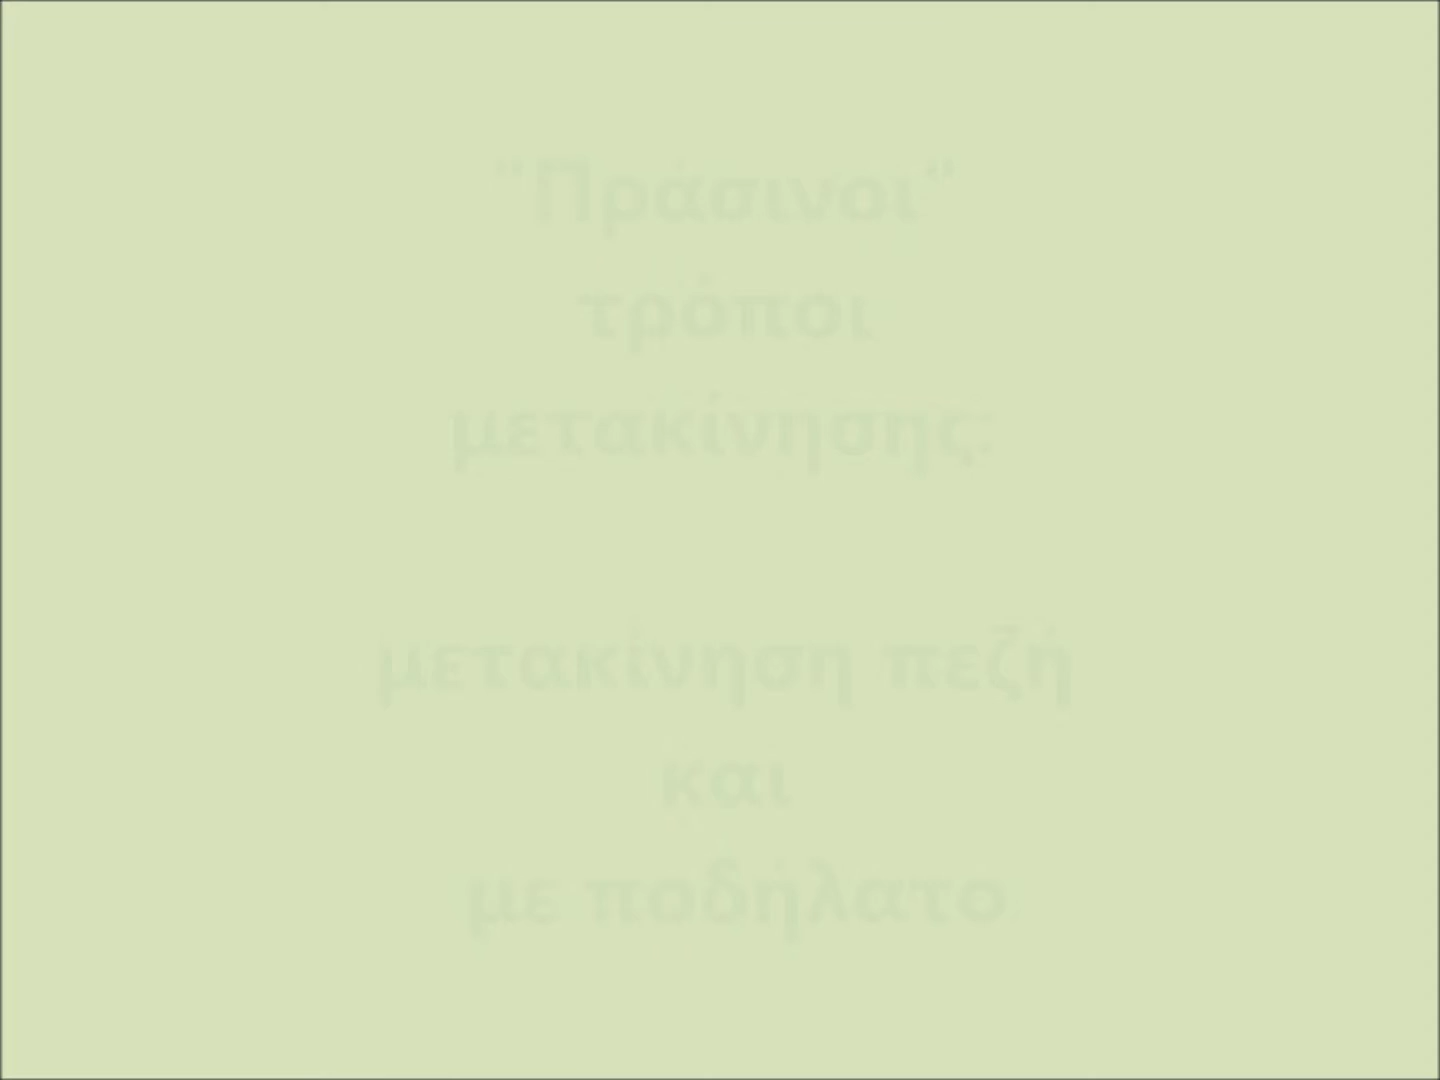 "Πράσινοι"
τρόποι
μετακίνησης:
μετακίνηση πεζή
και
με ποδήλατο